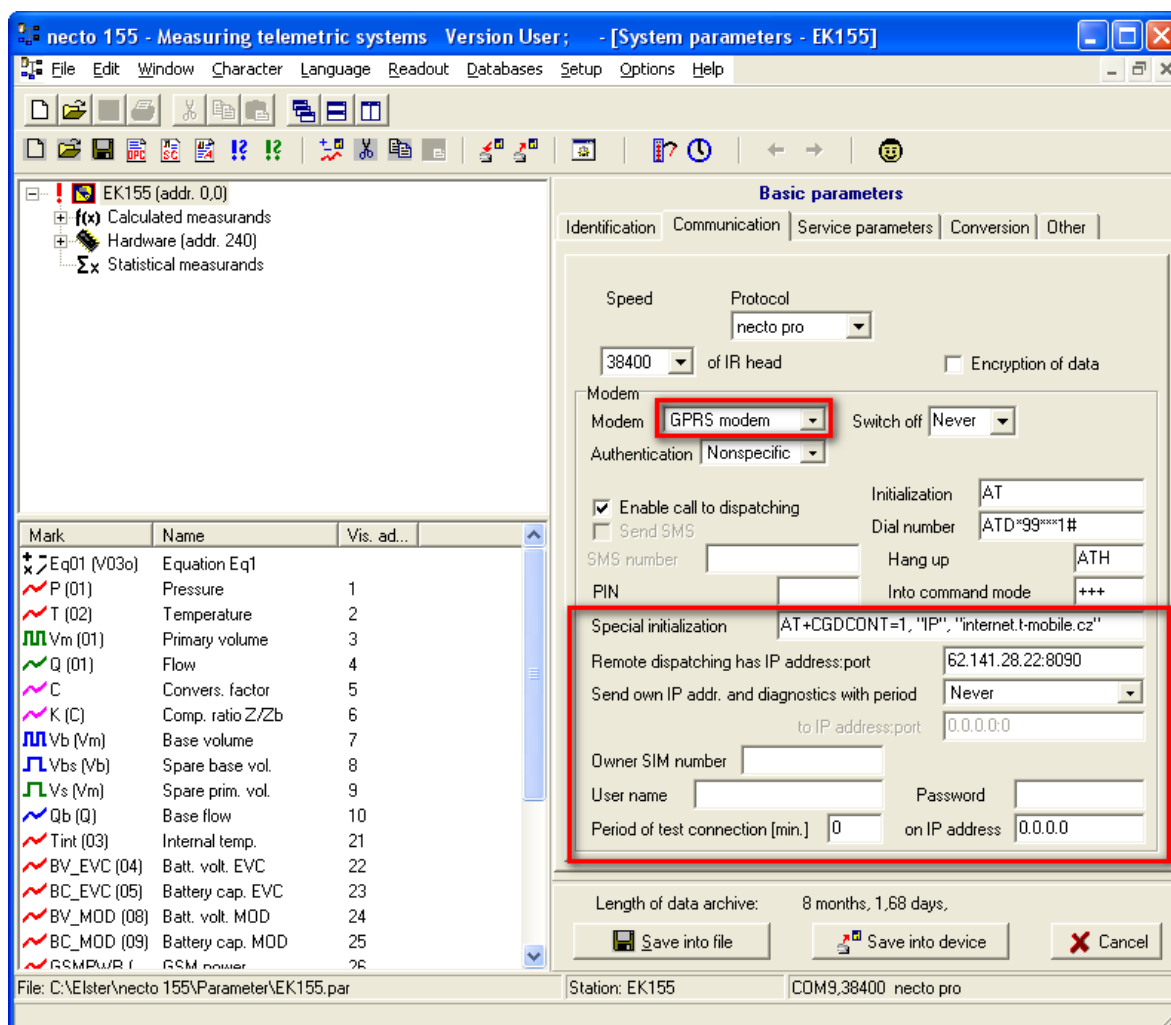 necto 155 - Measuring telemetric systems Version User; - [System parameters - EK155]
File Edit Window Character Language Readout Databases Setup Options Help
EK155 (addr. 0,0)
f(x) Calculated measurands
Hardware (addr. 240)
Σx Statistical measurands
Mark Name Vis. ad...
Eq01 (V03o) Equation Eq1
P (01) Pressure 1
T (02) Temperature 2
Vm (01) Primary volume 3
Q (01) Flow 4
C Convers. factor 5
K (C) Comp. ratio Z/Zb 6
Vb (Vm) Base volume 7
Vbs (Vb) Spare base vol. 8
Vs (Vm) Spare prim. vol. 9
Qb (Q) Base flow 10
Tint (03) Internal temp. 21
BV_EVC (04) Batt. volt. EVC 22
BC_EVC (05) Battery cap. EVC 23
BV_MOD (08) Batt. volt. MOD 24
BC_MOD (09) Battery cap. MOD 25
GSMPWR ( GSM power 26
Basic parameters
Identification Communication Service parameters Conversion Other
Speed Protocol
necto pro
38400 of IR head Encryption of data
Modem
Modem GPRS modem Switch off Never
Authentication Nonspecific
Enable call to dispatching Initialization AT
Send SMS Dial number ATD*99***1#
SMS number Hang up ATH
PIN Into command mode +++
Special initialization AT+CGDCONT=1, "IP", "internet.t-mobile.cz"
Remote dispatching has IP address:port 62.141.28.22:8090
Send own IP addr. and diagnostics with period Never
to IP address:port 0.0.0.0:0
Owner SIM number
User name Password
Period of test connection [min.] 0 on IP address 0.0.0.0
Length of data archive: 8 months, 1,68 days,
Save into file Save into device Cancel
File: C:\Elster\necto 155\Parameter\EK155.par Station: EK155 COM9,38400 necto pro